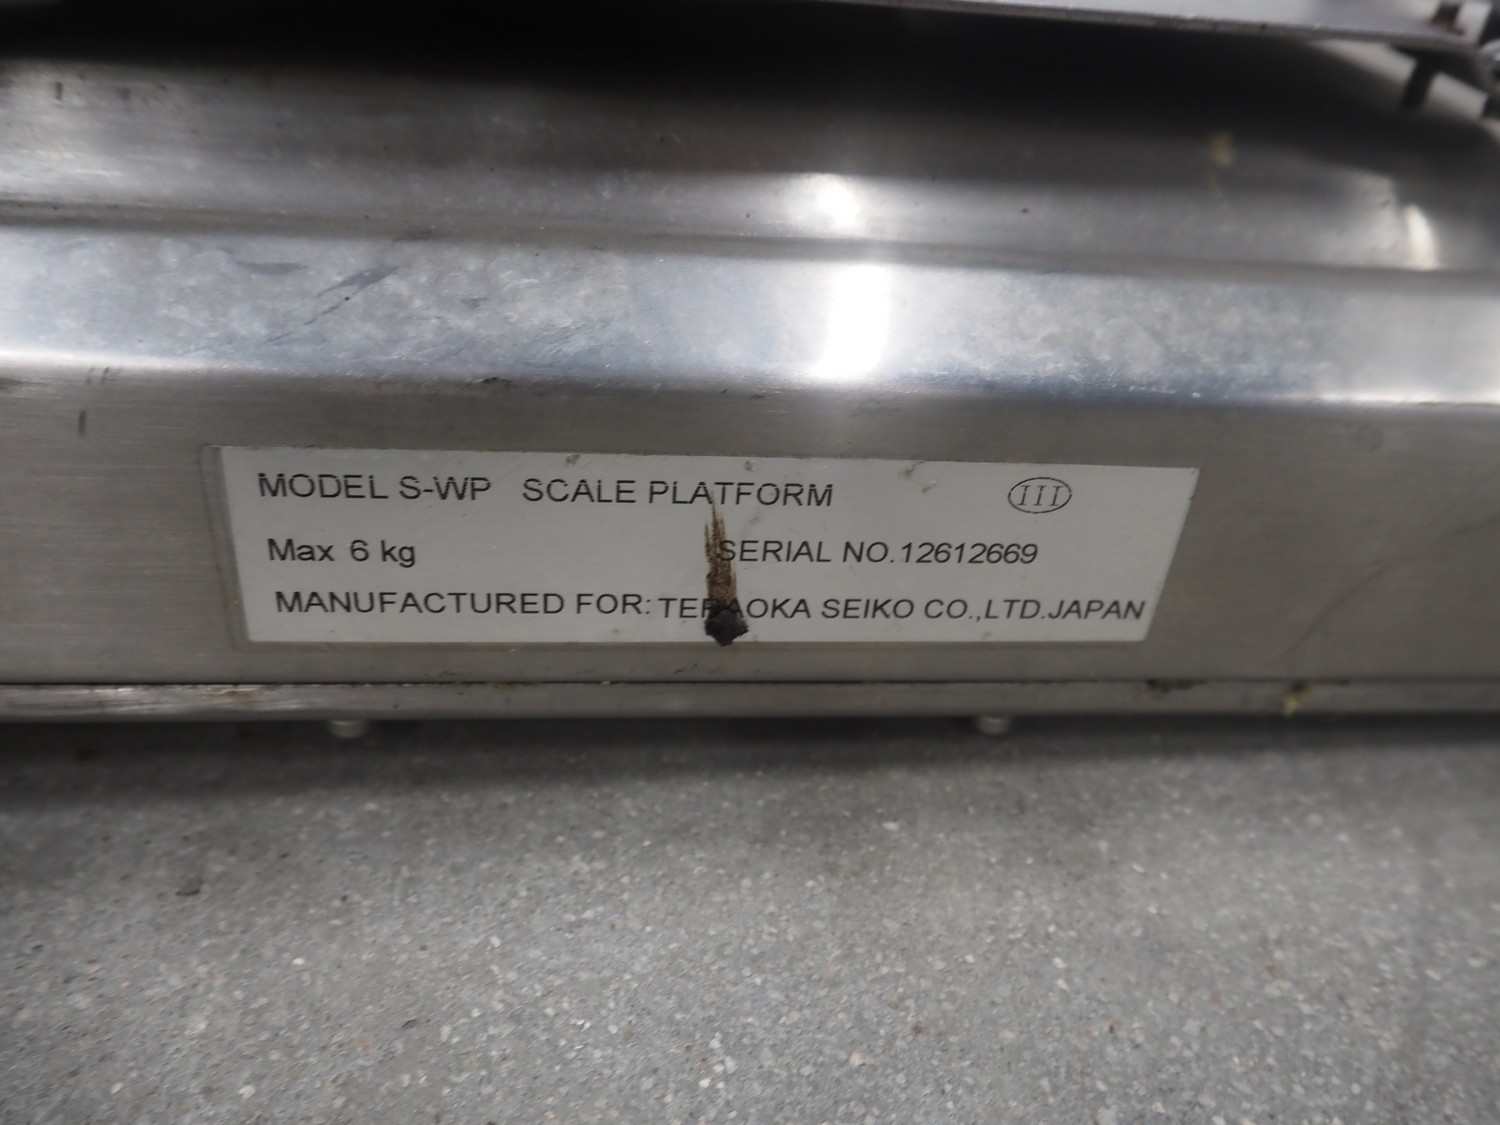 MODEL S-WP SCALE PLATFORM III
Max 6 kg SERIAL NO.12612669
MANUFACTURED FOR: TERAOKA SEIKO CO.,LTD.JAPAN